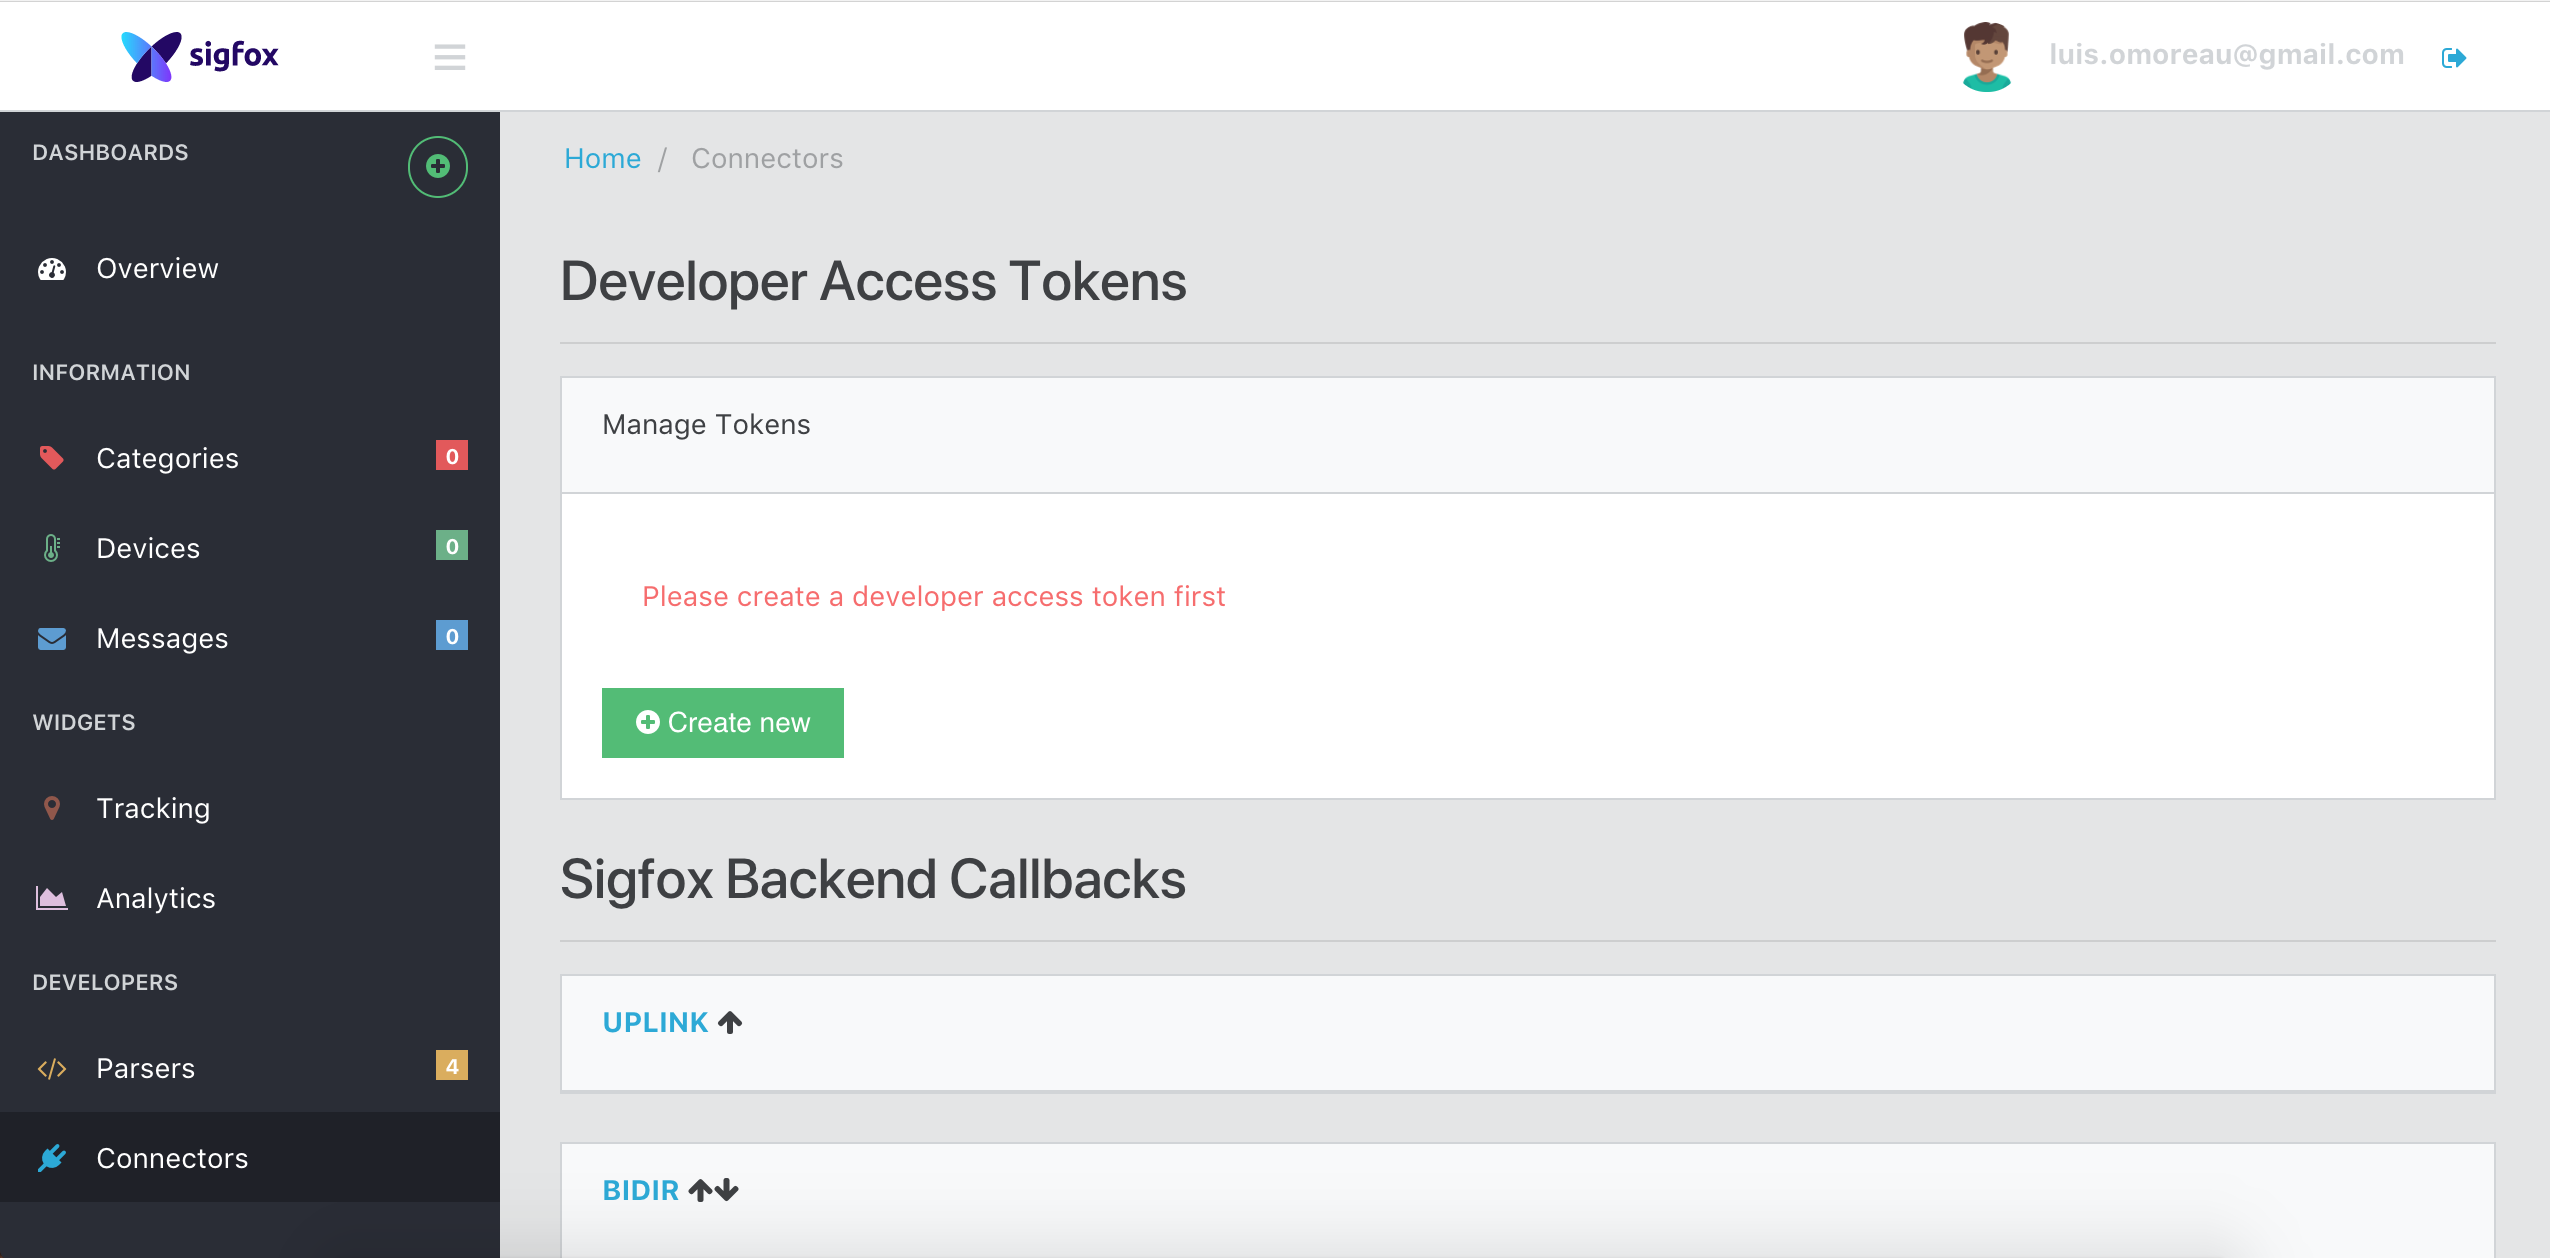 sigfox
luis.omoreau@gmail.com
DASHBOARDS
Overview
INFORMATION
Categories 0
Devices 0
Messages 0
WIDGETS
Tracking
Analytics
DEVELOPERS
Parsers 4
Connectors
Home / Connectors
Developer Access Tokens
Manage Tokens
Please create a developer access token first
Create new
Sigfox Backend Callbacks
UPLINK
BIDIR